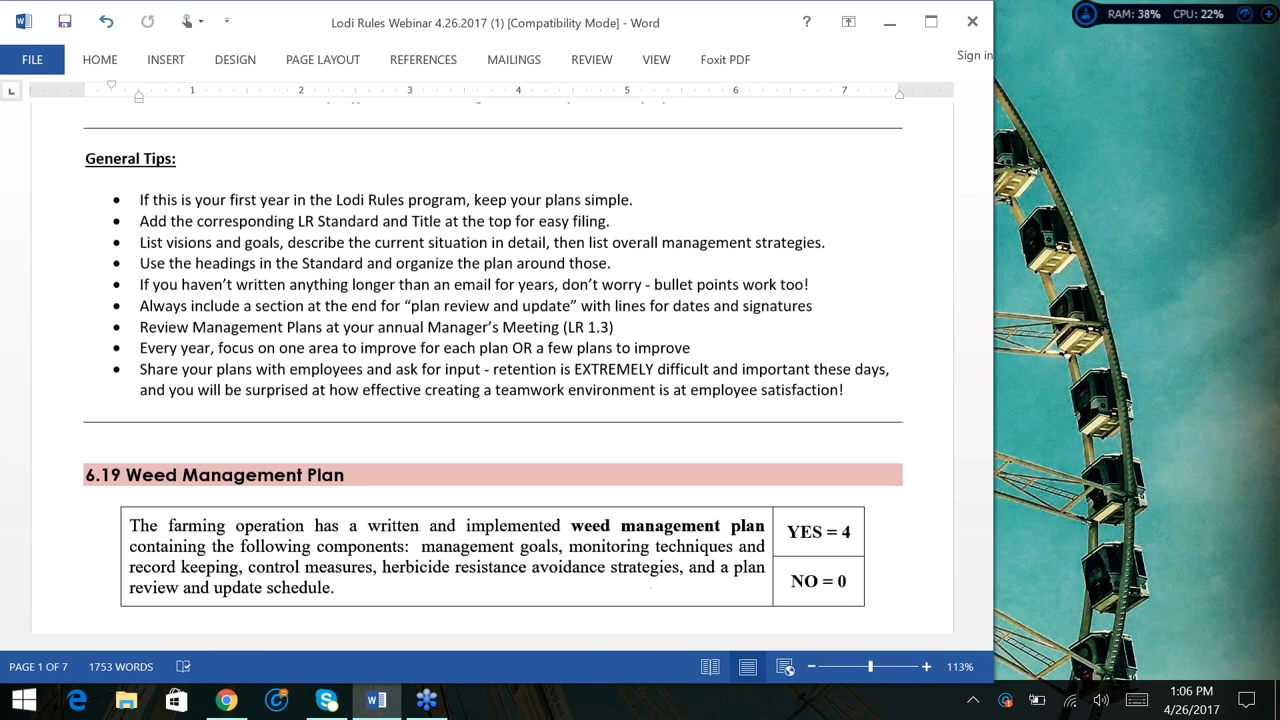 Lodi Rules Webinar 4.26.2017 (1) [Compatibility Mode] - Word
RAM: 38% CPU: 22%
FILE HOME INSERT DESIGN PAGE LAYOUT REFERENCES MAILINGS REVIEW VIEW Foxit PDF Sign in
1 2 3 4 5 6 7
General Tips:
• If this is your first year in the Lodi Rules program, keep your plans simple.
• Add the corresponding LR Standard and Title at the top for easy filing.
• List visions and goals, describe the current situation in detail, then list overall management strategies.
• Use the headings in the Standard and organize the plan around those.
• If you haven’t written anything longer than an email for years, don’t worry - bullet points work too!
• Always include a section at the end for “plan review and update” with lines for dates and signatures
• Review Management Plans at your annual Manager’s Meeting (LR 1.3)
• Every year, focus on one area to improve for each plan OR a few plans to improve
• Share your plans with employees and ask for input - retention is EXTREMELY difficult and important these days,
and you will be surprised at how effective creating a teamwork environment is at employee satisfaction!
6.19 Weed Management Plan
The farming operation has a written and implemented weed management plan
containing the following components: management goals, monitoring techniques and
record keeping, control measures, herbicide resistance avoidance strategies, and a plan
review and update schedule.
YES = 4
NO = 0
PAGE 1 OF 7 1753 WORDS 113%
1:06 PM
4/26/2017